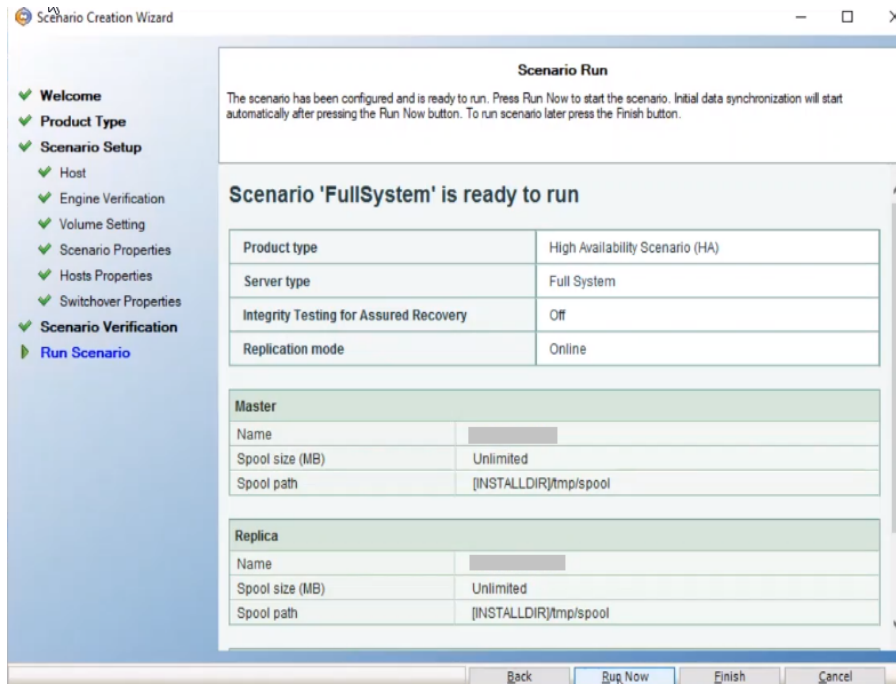 Scenario Creation Wizard
Welcome
Product Type
Scenario Setup
Host
Engine Verification
Volume Setting
Scenario Properties
Hosts Properties
Switchover Properties
Scenario Verification
Run Scenario
Scenario Run
The scenario has been configured and is ready to run. Press Run Now to start the scenario. Initial data synchronization will start
automatically after pressing the Run Now button. To run scenario later press the Finish button.
Scenario 'FullSystem' is ready to run
Product type High Availability Scenario (HA)
Server type Full System
Integrity Testing for Assured Recovery Off
Replication mode Online
Master
Name
Spool size (MB) Unlimited
Spool path [INSTALLDIR]/tmp/spool
Replica
Name
Spool size (MB) Unlimited
Spool path [INSTALLDIR]/tmp/spool
Back Run Now Finish Cancel